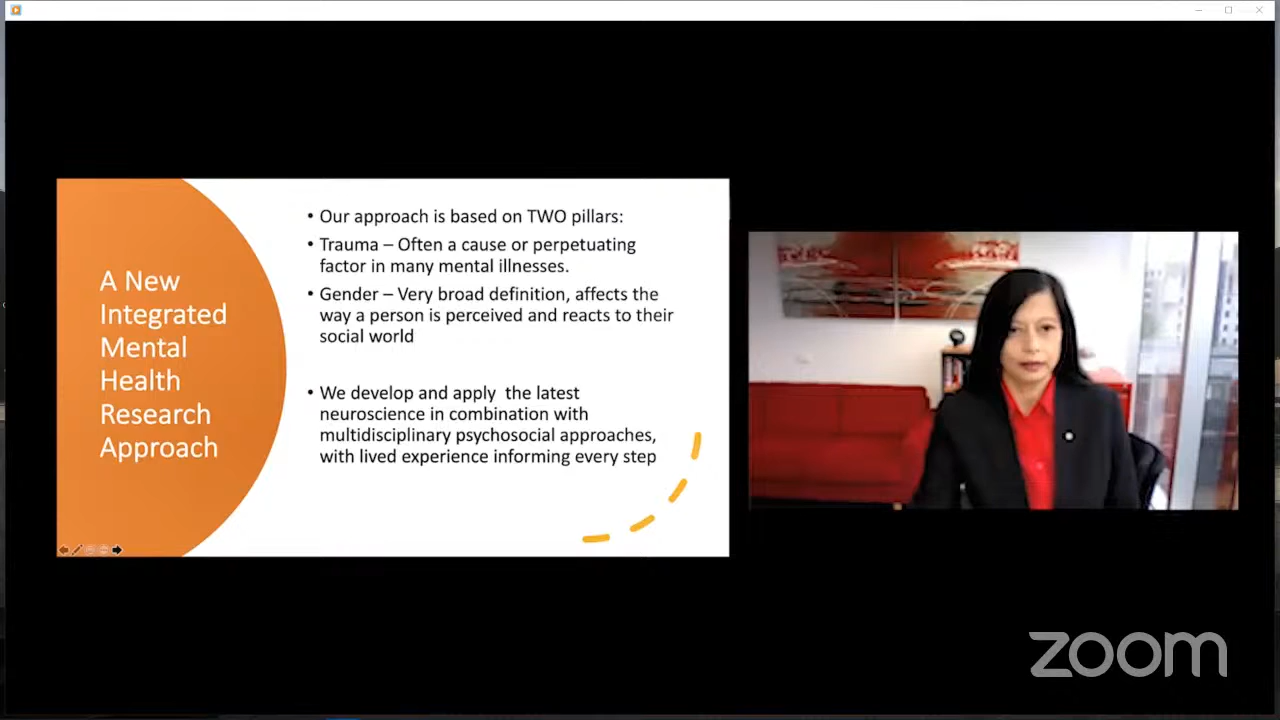 A New
Integrated
Mental
Health
Research
Approach
• Our approach is based on TWO pillars:
• Trauma – Often a cause or perpetuating
factor in many mental illnesses.
• Gender – Very broad definition, affects the
way a person is perceived and reacts to their
social world
• We develop and apply  the latest
neuroscience in combination with
multidisciplinary psychosocial approaches,
with lived experience informing every step
zoom